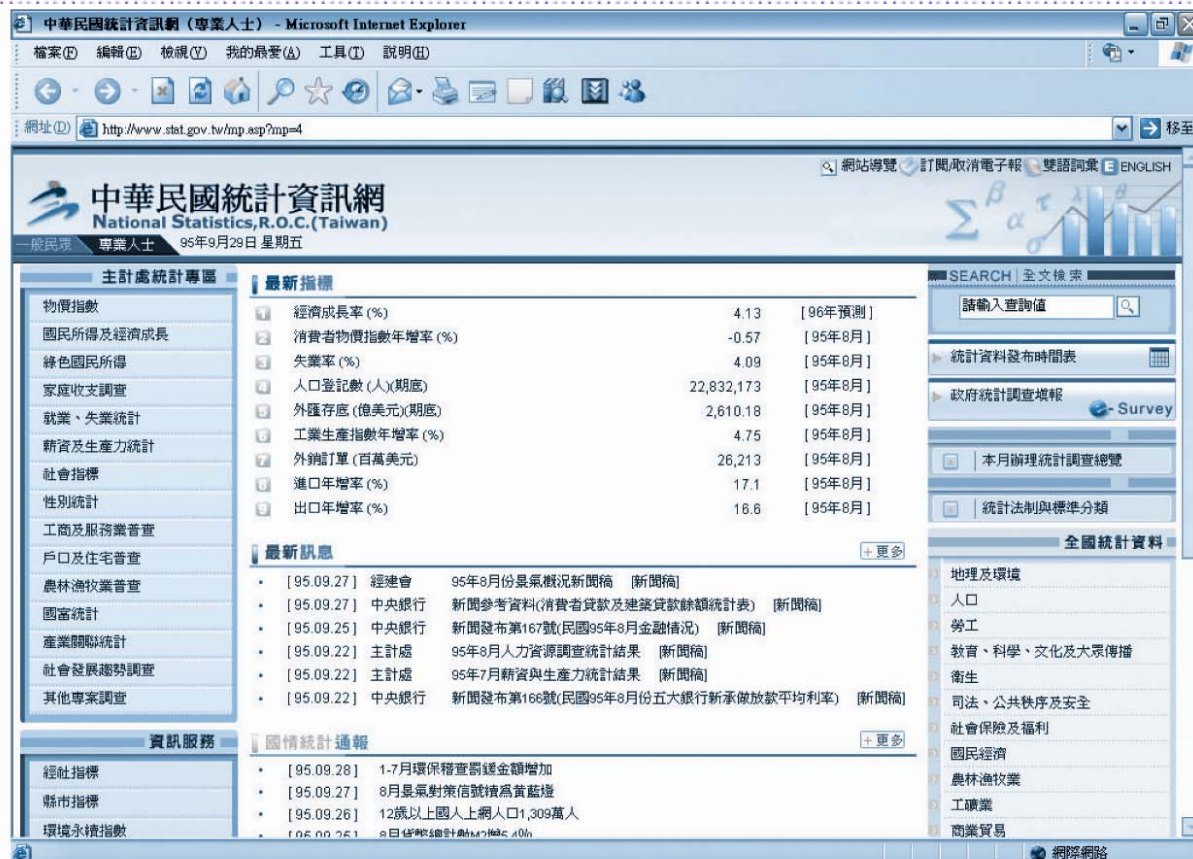 中華民國統計資訊網（專業人士） - Microsoft Internet Explorer
檔案(F) 編輯(E) 檢視(V) 我的最愛(A) 工具(T) 說明(H)
網址(D) http://www.stat.gov.tw/mp.asp?mp=4 移至
網站導覽 訂閱/取消電子報 雙語詞彙 E ENGLISH
中華民國統計資訊網
National Statistics,R.O.C.(Taiwan)
Σ β α τ λ θ σ
一般民眾 專業人士 95年9月29日 星期五
主計處統計專區
物價指數
國民所得及經濟成長
綠色國民所得
家庭收支調查
就業、失業統計
薪資及生產力統計
社會指標
性別統計
工商及服務業普查
戶口及住宅普查
農林漁牧業普查
國富統計
產業關聯統計
社會發展趨勢調查
其他專案調查
資訊服務
經社指標
縣市指標
環境永續指數
最新指標
1 經濟成長率(%) 4.13 [96年預測]
2 消費者物價指數年增率(%) -0.57 [95年8月]
3 失業率(%) 4.09 [95年8月]
4 人口登記數(人)(期底) 22,832,173 [95年8月]
5 外匯存底(億美元)(期底) 2,610.18 [95年8月]
6 工業生產指數年增率(%) 4.75 [95年8月]
7 外銷訂單(百萬美元) 26,213 [95年8月]
8 進口年增率(%) 17.1 [95年8月]
9 出口年增率(%) 16.6 [95年8月]
最新訊息 +更多
• [95.09.27] 經建會 95年8月份景氣概況新聞稿 [新聞稿]
• [95.09.27] 中央銀行 新聞參考資料(消費者貸款及建築貸款餘額統計表) [新聞稿]
• [95.09.25] 中央銀行 新聞發布第167號(民國95年8月金融情況) [新聞稿]
• [95.09.22] 主計處 95年8月人力資源調查統計結果 [新聞稿]
• [95.09.22] 主計處 95年7月薪資與生產力統計結果 [新聞稿]
• [95.09.22] 中央銀行 新聞發布第166號(民國95年8月份五大銀行新承做放款平均利率) [新聞稿]
國情統計通報 +更多
• [95.09.28] 1-7月環保稽查罰鍰金額增加
• [95.09.27] 8月景氣對策信號續為黃藍燈
• [95.09.26] 12歲以上國人上網人口1,309萬人
8月貨幣總計數M2增5.4%
SEARCH | 全文檢索
請輸入查詢值
統計資料發布時間表
政府統計調查填報
e-Survey
本月辦理統計調查總覽
統計法制與標準分類
全國統計資料
地理及環境
人口
勞工
教育、科學、文化及大眾傳播
衛生
司法、公共秩序及安全
社會保險及福利
國民經濟
農林漁牧業
工礦業
商業貿易
網際網路